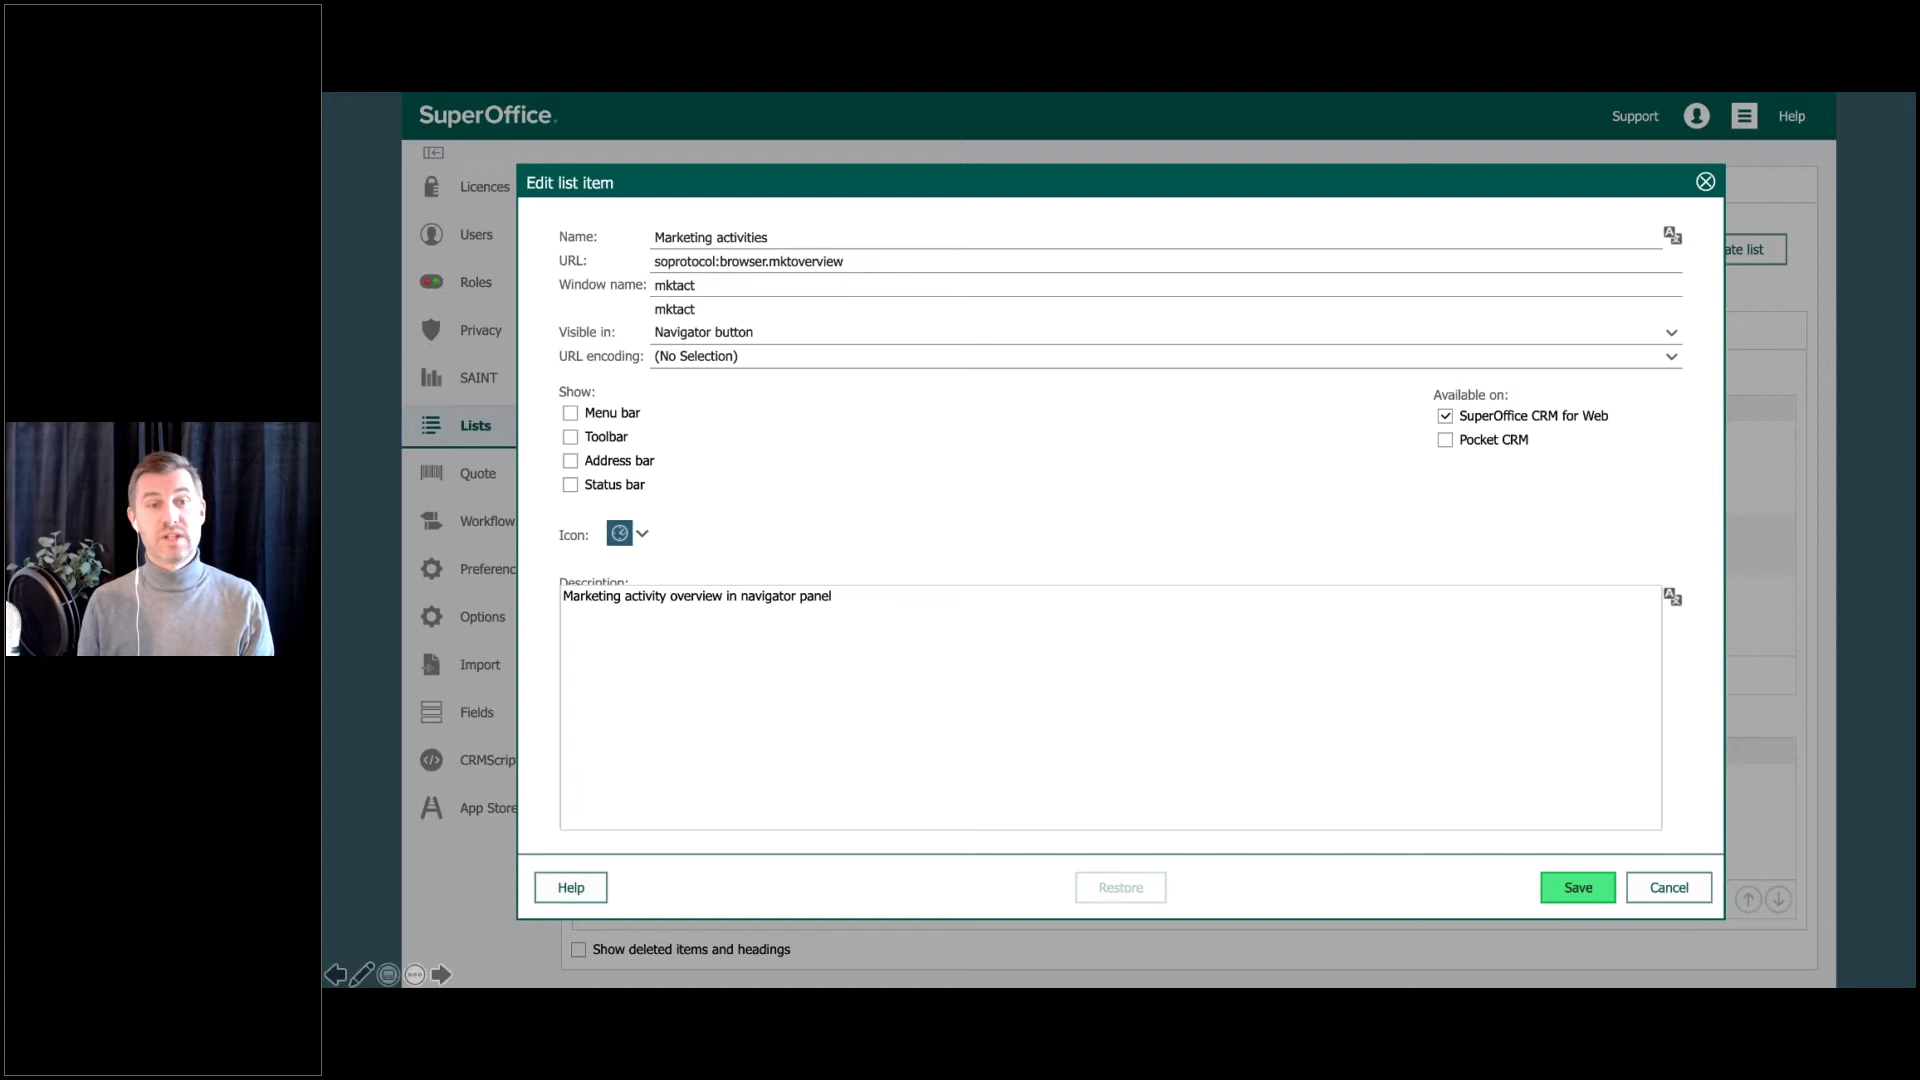 SuperOffice.
Support
Help
Edit list item
Licences
Users
Roles
Privacy
SAINT
Lists
Quote
Workflow
Preferenc
Options
Import
Fields
CRMScrip
App Store
Name: Marketing activities
URL: soprotocol:browser.mktoverview
Window name: mktact
mktact
Visible in: Navigator button
URL encoding: (No Selection)
Show:
Menu bar
Toolbar
Address bar
Status bar
Available on:
SuperOffice CRM for Web
Pocket CRM
Icon:
Description:
Marketing activity overview in navigator panel
ate list
Help
Restore
Save
Cancel
Show deleted items and headings